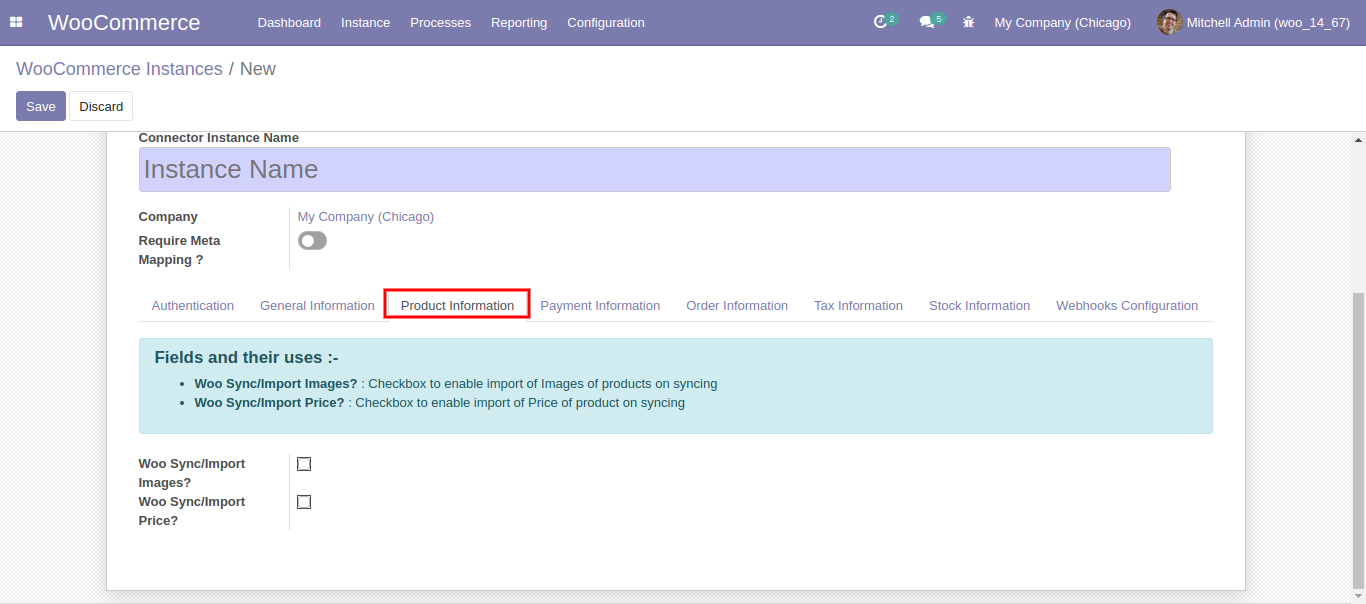 WooCommerce Dashboard Instance Processes Reporting Configuration 2 5 My Company (Chicago) Mitchell Admin (woo_14_67)
WooCommerce Instances / New
Save Discard
Connector Instance Name
Instance Name
Company My Company (Chicago)
Require Meta
Mapping ?
Authentication General Information Product Information Payment Information Order Information Tax Information Stock Information Webhooks Configuration
Fields and their uses :-
• Woo Sync/Import Images? : Checkbox to enable import of Images of products on syncing
• Woo Sync/Import Price? : Checkbox to enable import of Price of product on syncing
Woo Sync/Import
Images?
Woo Sync/Import
Price?